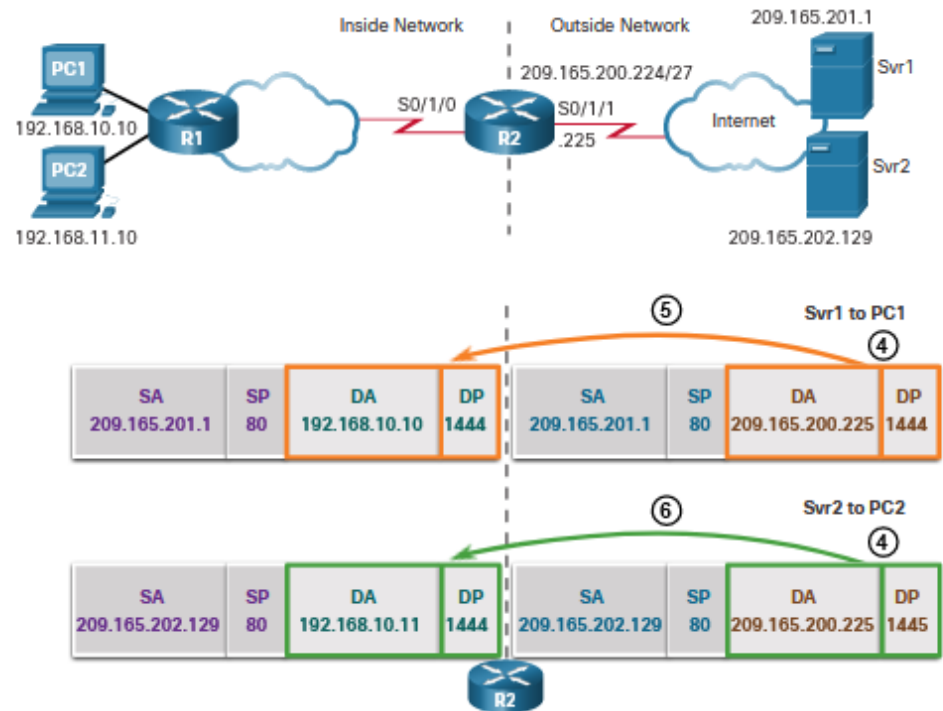 Inside Network
Outside Network
209.165.201.1
PC1
192.168.10.10
R1
S0/1/0
R2
209.165.200.224/27
S0/1/1
.225
Internet
Svr1
PC2
192.168.11.10
Svr2
209.165.202.129
Svr1 to PC1
5
4
SA SP DA DP SA SP DA DP
209.165.201.1 80 192.168.10.10 1444 209.165.201.1 80 209.165.200.225 1444
Svr2 to PC2
6
4
SA SP DA DP SA SP DA DP
209.165.202.129 80 192.168.10.11 1444 209.165.202.129 80 209.165.200.225 1445
R2